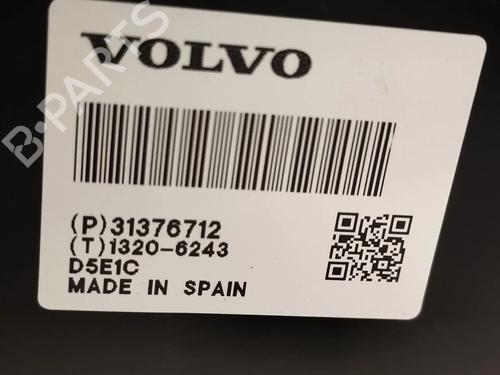 VOLVO
B-PARTS
(P)31376712
(T)1320-6243
D5E1C
MADE IN SPAIN